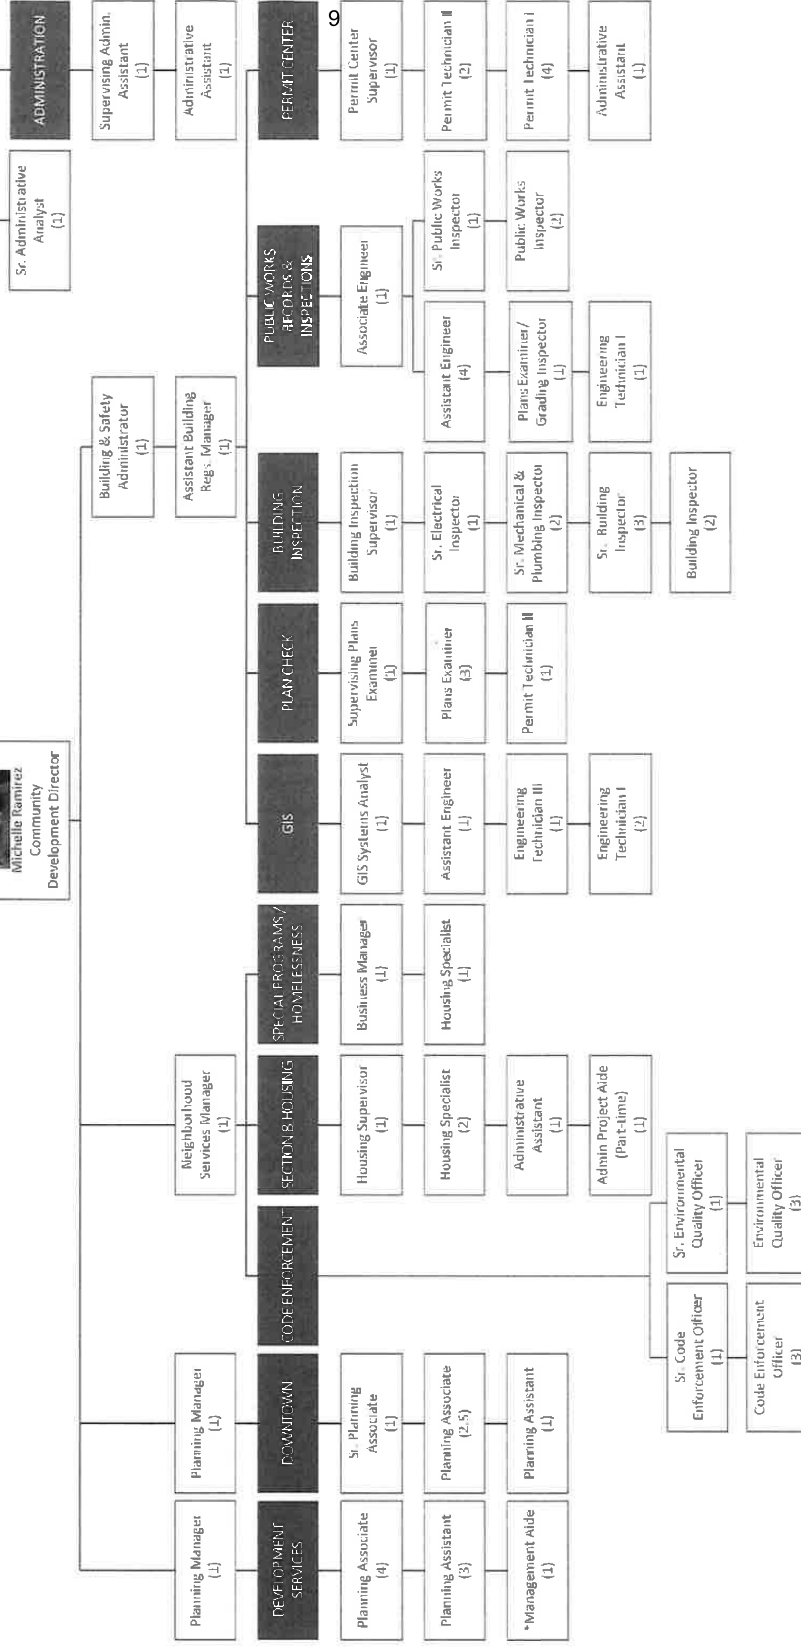 9
Michelle Ramirez
Community
Development Director
ADMINISTRATION
Sr. Administrative
Analyst
(1)
Supervising Admin.
Assistant
(1)
Administrative
Assistant
(1)
Planning Manager
(1)
DEVELOPMENT
SERVICES
Planning Associate
(4)
Planning Assistant
(3)
*Management Aide
(1)
Planning Manager
(1)
DOWNTOWN
Sr. Planning
Associate
(1)
Planning Associate
(2.5)
Planning Assistant
(1)
Neighborhood
Services Manager
(1)
CODE ENFORCEMENT
Sr. Code
Enforcement Officer
(1)
Code Enforcement
Officer
(3)
Sr. Environmental
Quality Officer
(1)
Environmental
Quality Officer
(3)
SECTION 8 HOUSING
Housing Supervisor
(1)
Housing Specialist
(2)
Administrative
Assistant
(1)
Admin Project Aide
(Part-time)
(1)
SPECIAL PROGRAMS /
HOMELESSNESS
Business Manager
(1)
Housing Specialist
(1)
Building & Safety
Administrator
(1)
Assistant Building
Regs. Manager
(1)
GIS
GIS Systems Analyst
(1)
Assistant Engineer
(1)
Engineering
Technician III
(1)
Engineering
Technician I
(2)
PLAN CHECK
Supervising Plans
Examiner
(1)
Plans Examiner
(3)
Permit Technician II
(1)
BUILDING
INSPECTION
Building Inspection
Supervisor
(1)
Sr. Electrical
Inspector
(1)
Sr. Mechanical &
Plumbing Inspector
(2)
Sr. Building
Inspector
(3)
Building Inspector
(2)
PUBLIC WORKS
RECORDS &
INSPECTIONS
Associate Engineer
(1)
Assistant Engineer
(4)
Plans Examiner/
Grading Inspector
(1)
Engineering
Technician I
(1)
Sr. Public Works
Inspector
(1)
Public Works
Inspector
(2)
PERMIT CENTER
Permit Center
Supervisor
(1)
Permit Technician II
(2)
Permit Technician I
(4)
Administrative
Assistant
(1)